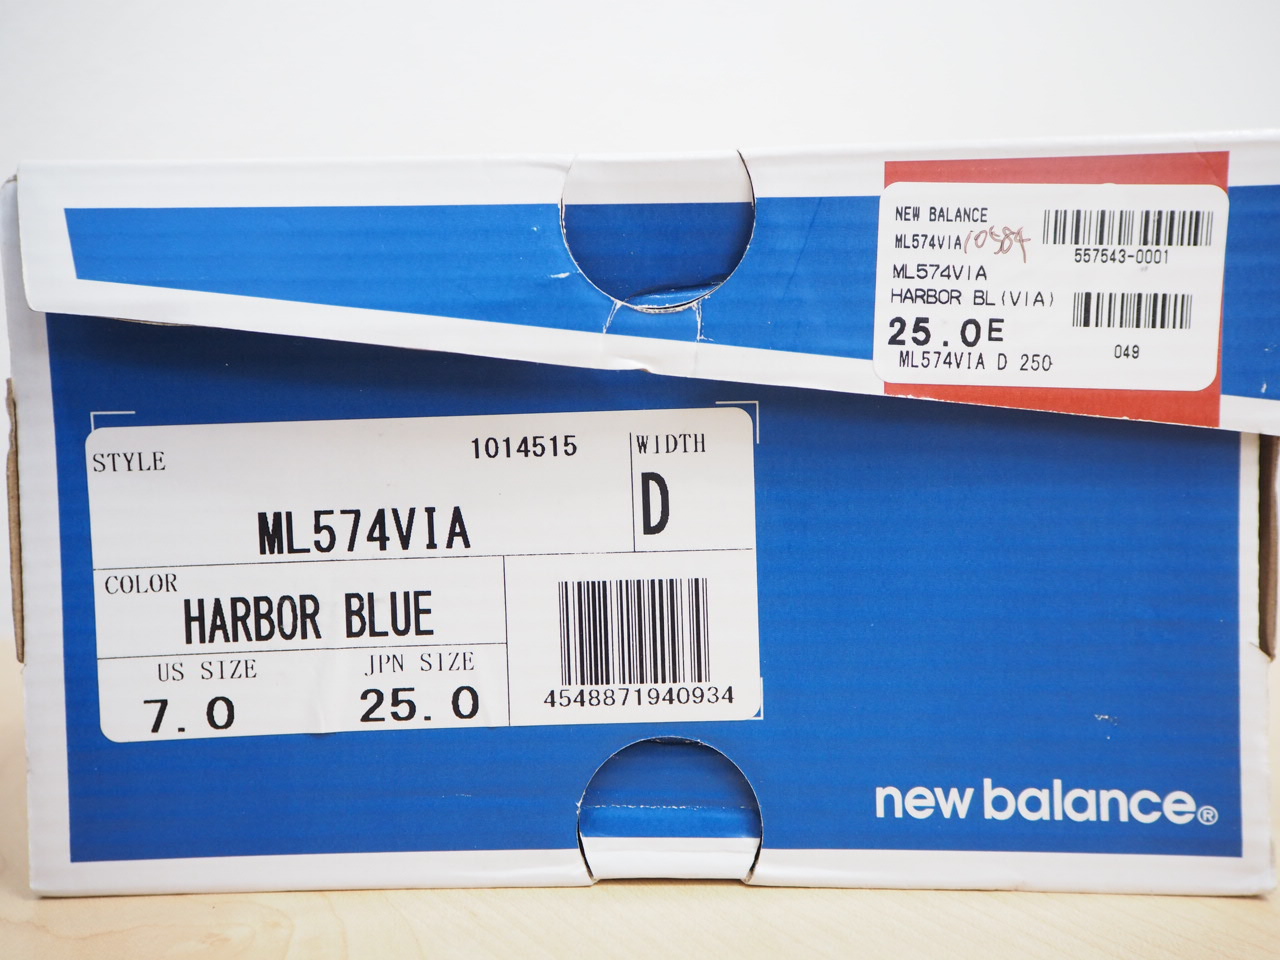 NEW BALANCE
ML574VIA
557543-0001
ML574VIA
HARBOR BL(VIA)
25.0E
049
ML574VIA D 250
STYLE
1014515
WIDTH
ML574VIA
D
COLOR
HARBOR BLUE
US SIZE
JPN SIZE
7.0
25.0
4548871940934
new balance®